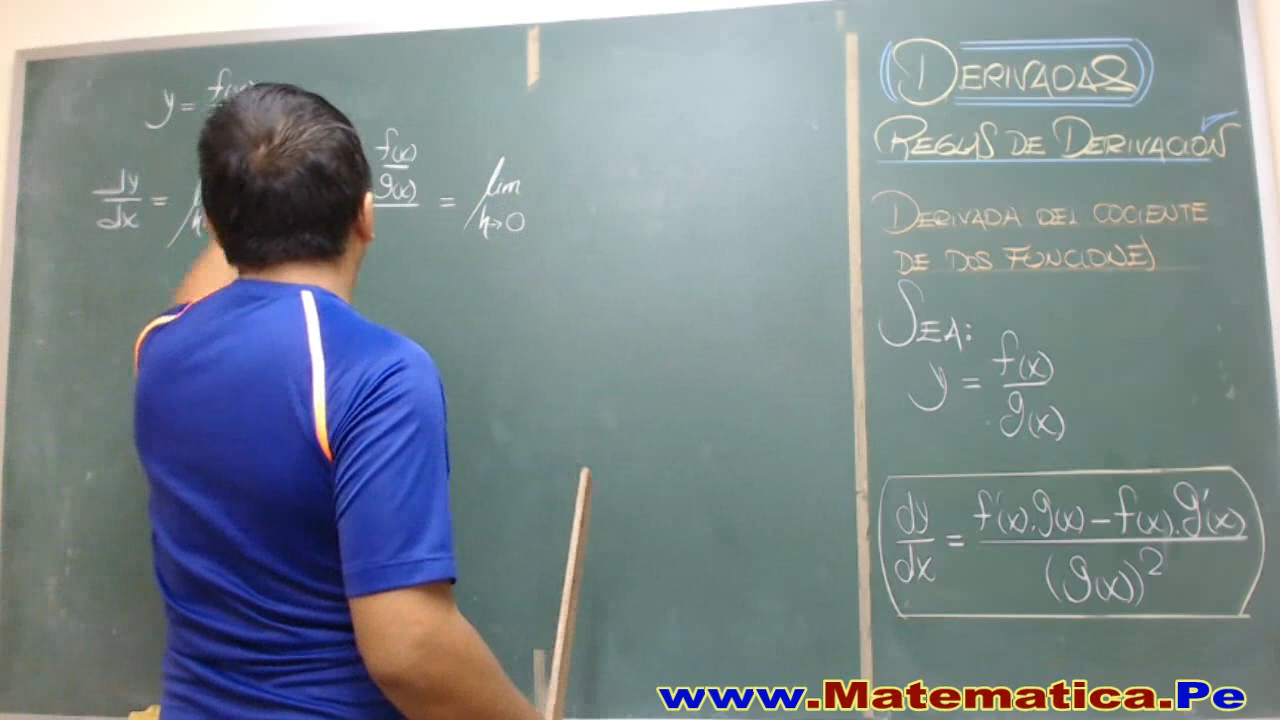 y =
dy/dx = f(x)/g(x) = lim h→0
DERIVADAS
REGLAS DE DERIVACIÓN
DERIVADA DEL COCIENTE
DE DOS FUNCIONES
SEA:
y = f(x)/g(x)
dy/dx = f'(x).g(x) - f(x).g'(x)/(g(x))²
www.Matematica.Pe